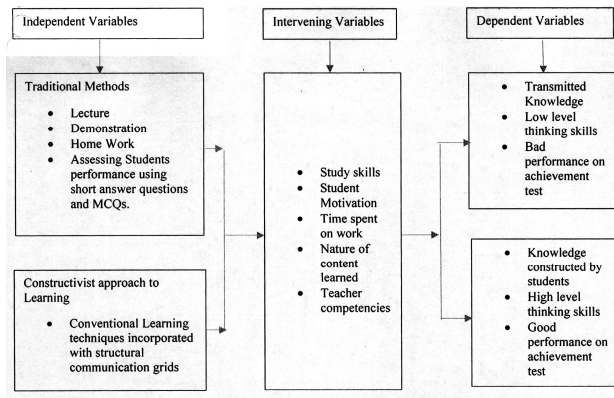 Independent Variables
Intervening Variables
Dependent Variables
Traditional Methods
• Lecture
• Demonstration
• Home Work
• Assessing Students
performance using
short answer questions
and MCQs.
Constructivist approach to
Learning
• Conventional Learning
techniques incorporated
with structural
communication grids
• Study skills
• Student
Motivation
• Time spent
on work
• Nature of
content
learned
• Teacher
competencies
• Transmitted
Knowledge
• Low level
thinking skills
• Bad
performance on
achievement
test
• Knowledge
constructed by
students
• High level
thinking skills
• Good
performance on
achievement
test